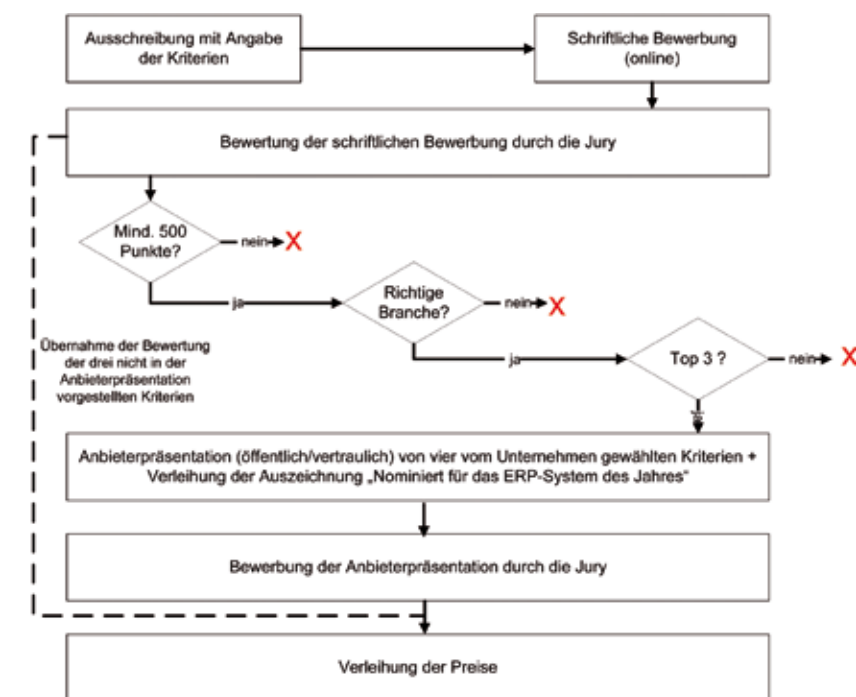 Ausschreibung mit Angabe
der Kriterien
Schriftliche Bewerbung
(online)
Bewertung der schriftlichen Bewerbung durch die Jury
Mind. 500
Punkte?
nein
X
ja
Richtige
Branche?
nein
X
ja
Top 3 ?
nein
X
ja
Übernahme der Bewertung
der drei nicht in der
Anbieterpräsentation
vorgestellten Kriterien
Anbieterpräsentation (öffentlich/vertraulich) von vier vom Unternehmen gewählten Kriterien +
Verleihung der Auszeichnung „Nominiert für das ERP-System des Jahres“
Bewerbung der Anbieterpräsentation durch die Jury
Verleihung der Preise